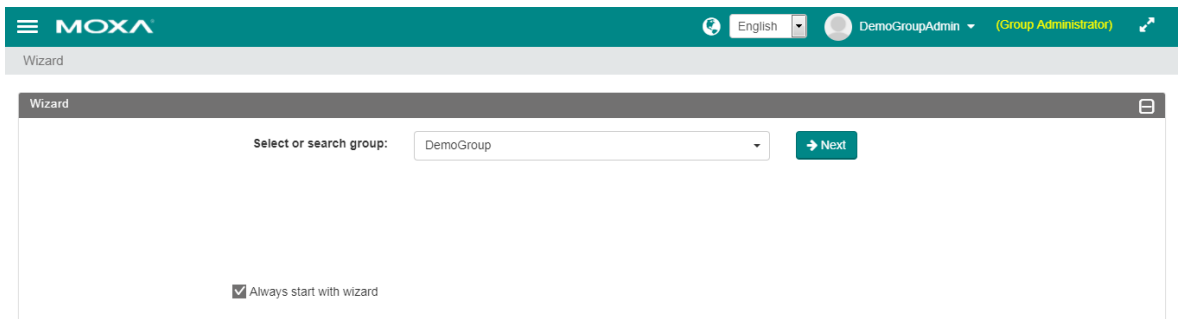 MOXA English DemoGroupAdmin (Group Administrator)
Wizard
Wizard
Select or search group: DemoGroup Next
Always start with wizard